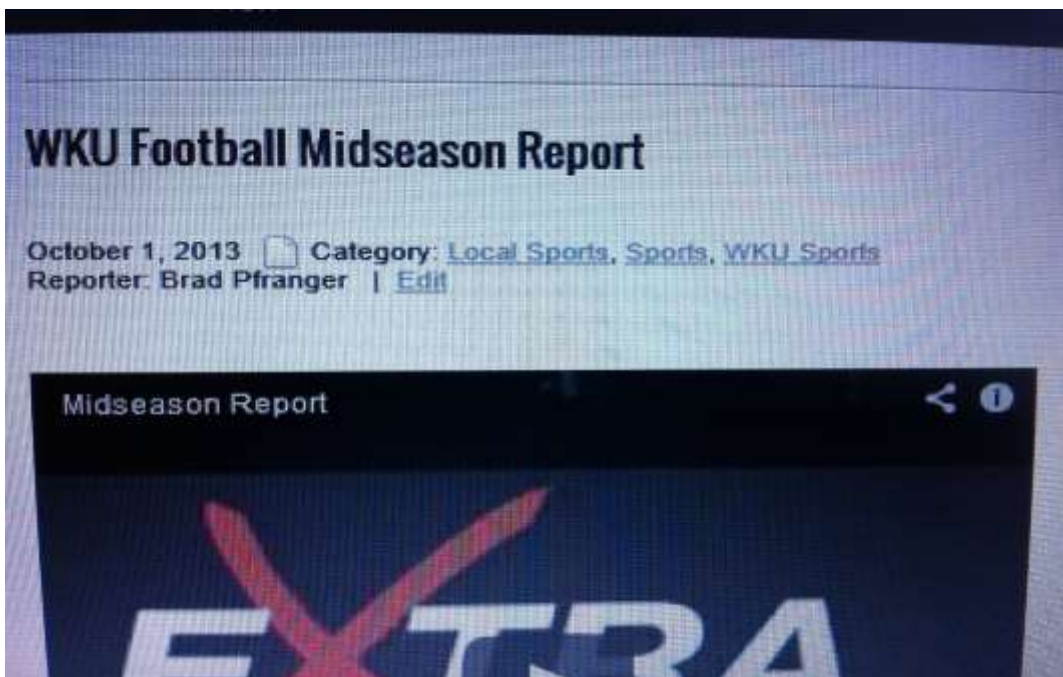 WKU Football Midseason Report
October 1, 2013 Category: Local Sports, Sports, WKU Sports
Reporter: Brad Pfranger | Edit
Midseason Report
EXTRA